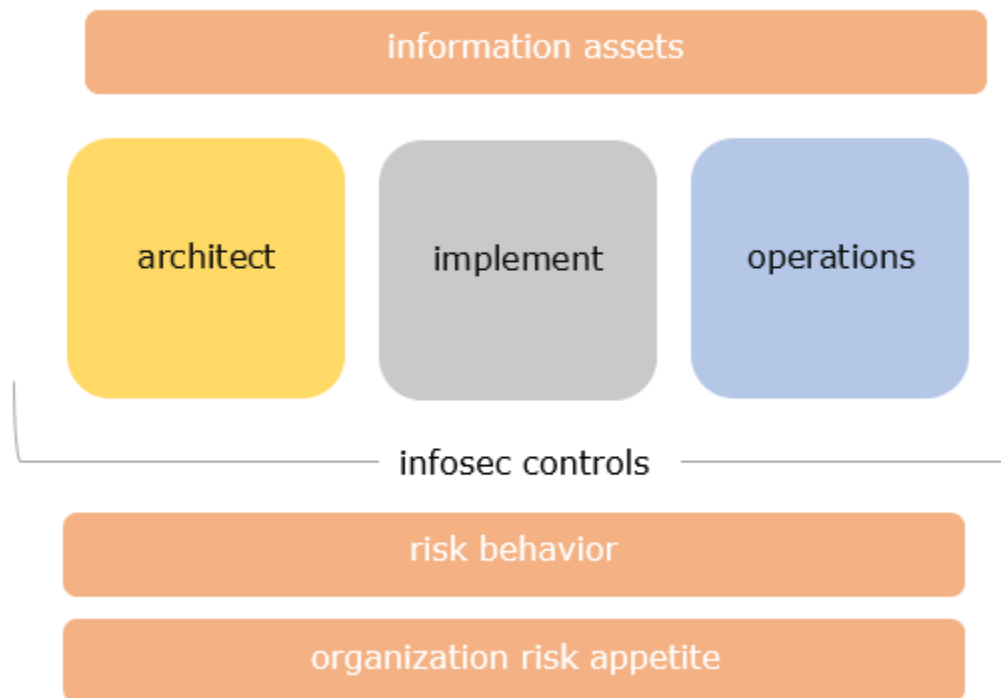 information assets
architect
implement
operations
infosec controls
risk behavior
organization risk appetite